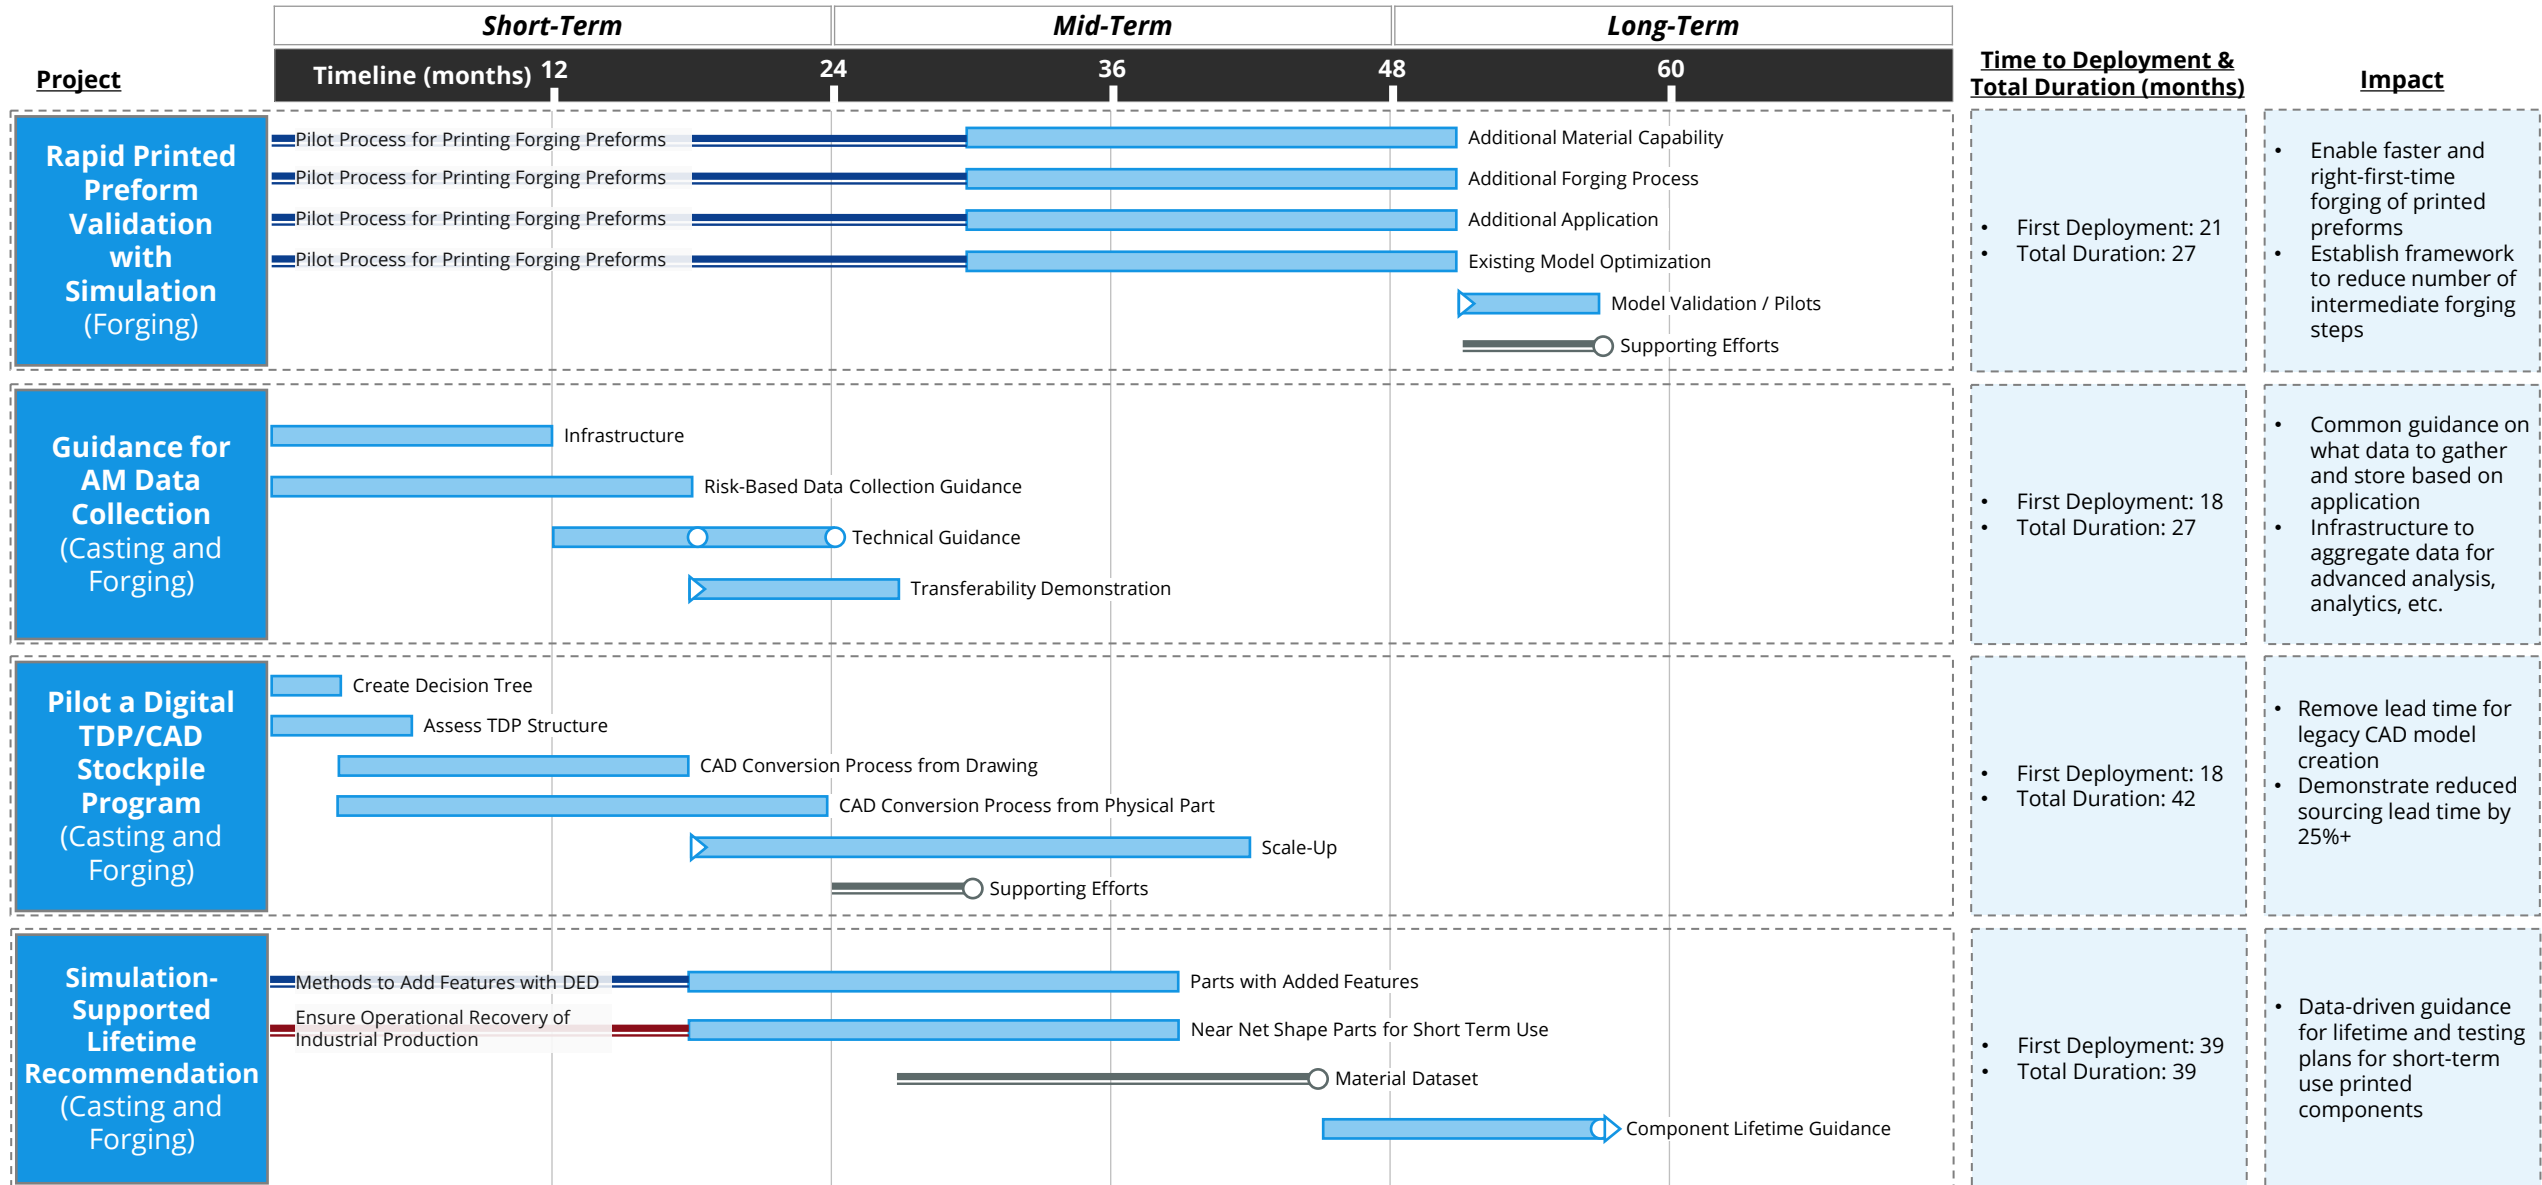 Short-Term
Mid-Term
Long-Term
Project
Timeline (months)
12
24
36
48
60
Time to Deployment &
Total Duration (months)
Impact
Rapid Printed
Preform
Validation
with
Simulation
(Forging)
Pilot Process for Printing Forging Preforms
Additional Material Capability
Pilot Process for Printing Forging Preforms
Additional Forging Process
Pilot Process for Printing Forging Preforms
Additional Application
Pilot Process for Printing Forging Preforms
Existing Model Optimization
Model Validation / Pilots
Supporting Efforts
• First Deployment: 21
• Total Duration: 27
• Enable faster and
right-first-time
forging of printed
preforms
• Establish framework
to reduce number of
intermediate forging
steps
Guidance for
AM Data
Collection
(Casting and
Forging)
Infrastructure
Risk-Based Data Collection Guidance
Technical Guidance
Transferability Demonstration
• First Deployment: 18
• Total Duration: 27
• Common guidance on
what data to gather
and store based on
application
• Infrastructure to
aggregate data for
advanced analysis,
analytics, etc.
Pilot a Digital
TDP/CAD
Stockpile
Program
(Casting and
Forging)
Create Decision Tree
Assess TDP Structure
CAD Conversion Process from Drawing
CAD Conversion Process from Physical Part
Scale-Up
Supporting Efforts
• First Deployment: 18
• Total Duration: 42
• Remove lead time for
legacy CAD model
creation
• Demonstrate reduced
sourcing lead time by
25%+
Simulation-
Supported
Lifetime
Recommendation
(Casting and
Forging)
Methods to Add Features with DED
Parts with Added Features
Ensure Operational Recovery of
Industrial Production
Near Net Shape Parts for Short Term Use
Material Dataset
Component Lifetime Guidance
• First Deployment: 39
• Total Duration: 39
• Data-driven guidance
for lifetime and testing
plans for short-term
use printed
components